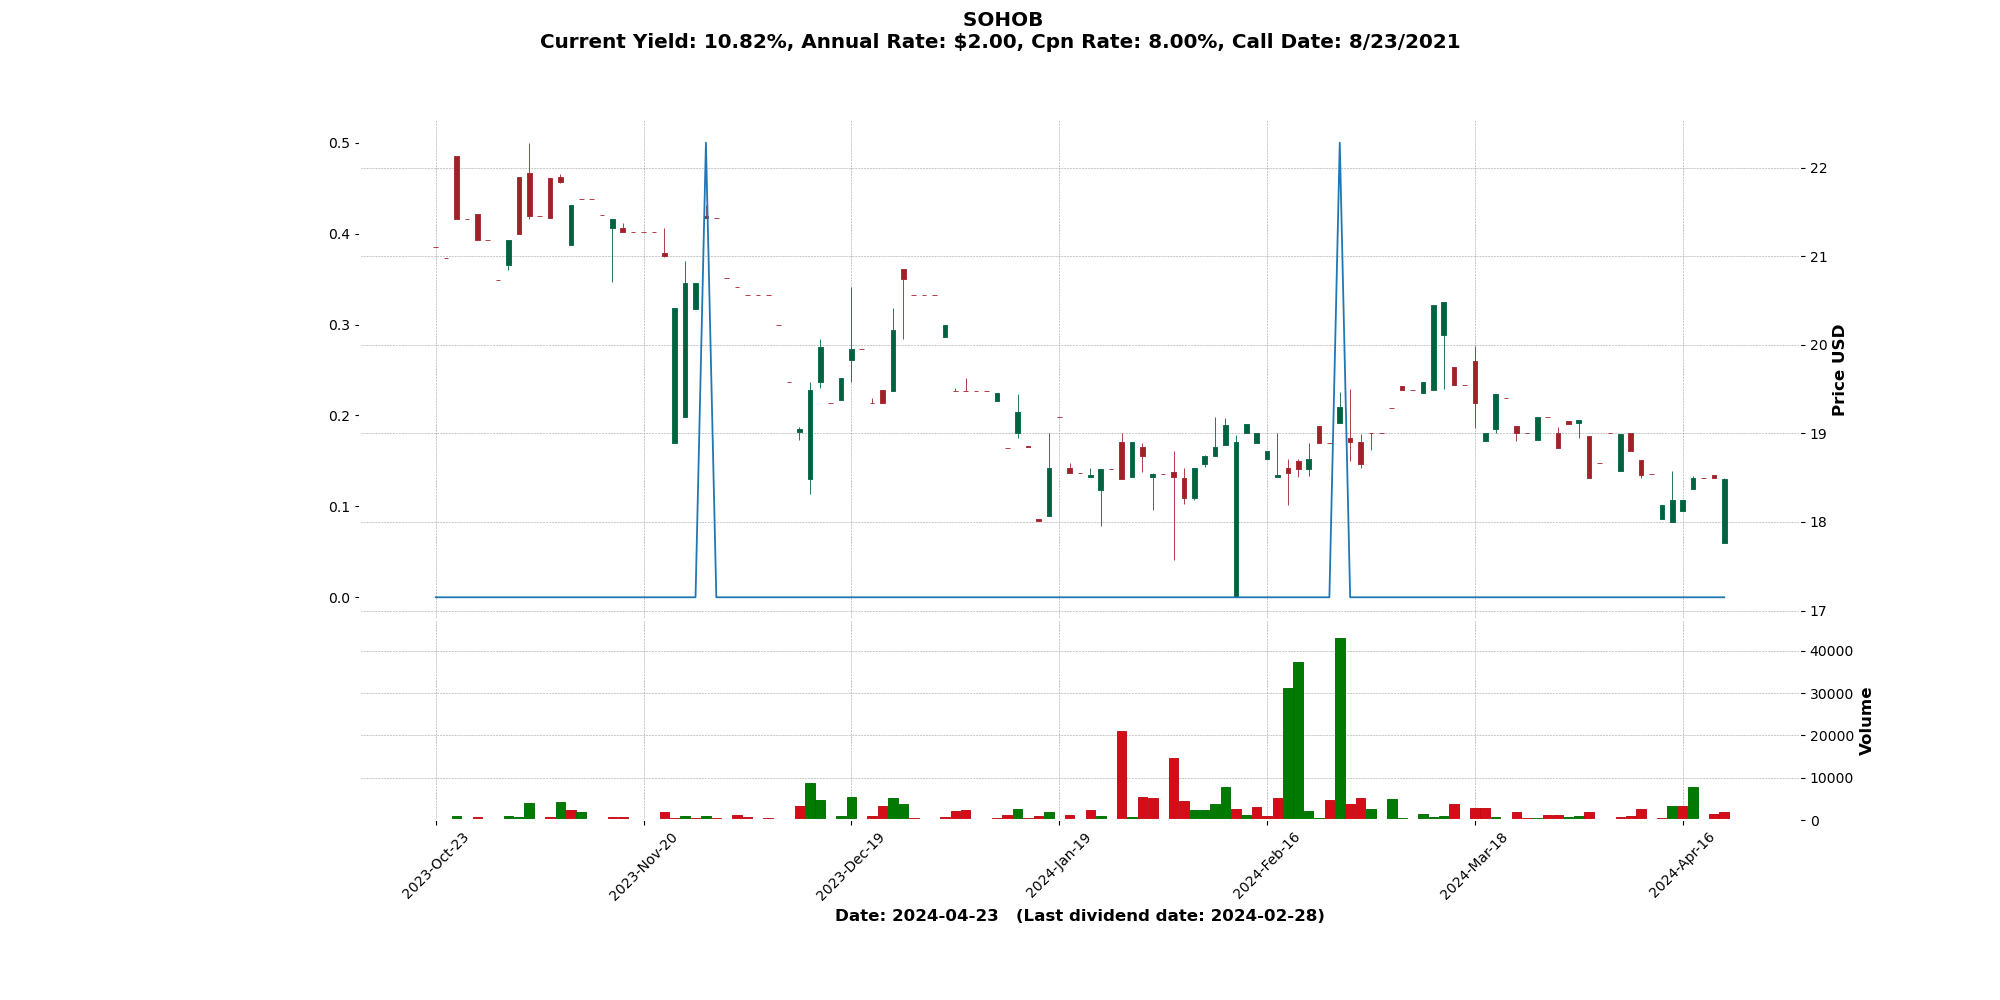 SOHOB
Current Yield: 10.82%, Annual Rate: $2.00, Cpn Rate: 8.00%, Call Date: 8/23/2021
0.5
0.4
0.3
0.2
0.1
0.0
22
21
20
19
18
17
Price USD
40000
30000
20000
10000
0
Volume
2023-Oct-23
2023-Nov-20
2023-Dec-19
2024-Jan-19
2024-Feb-16
2024-Mar-18
2024-Apr-16
Date: 2024-04-23 (Last dividend date: 2024-02-28)